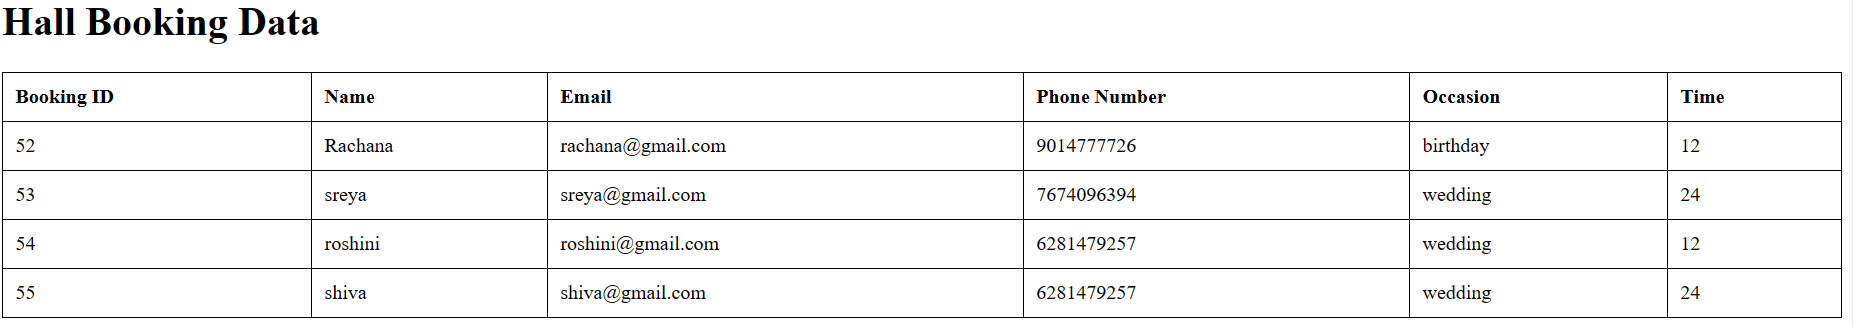 Hall Booking Data
Booking ID Name Email Phone Number Occasion Time
52 Rachana rachana@gmail.com 9014777726 birthday 12
53 sreya sreya@gmail.com 7674096394 wedding 24
54 roshini roshini@gmail.com 6281479257 wedding 12
55 shiva shiva@gmail.com 6281479257 wedding 24